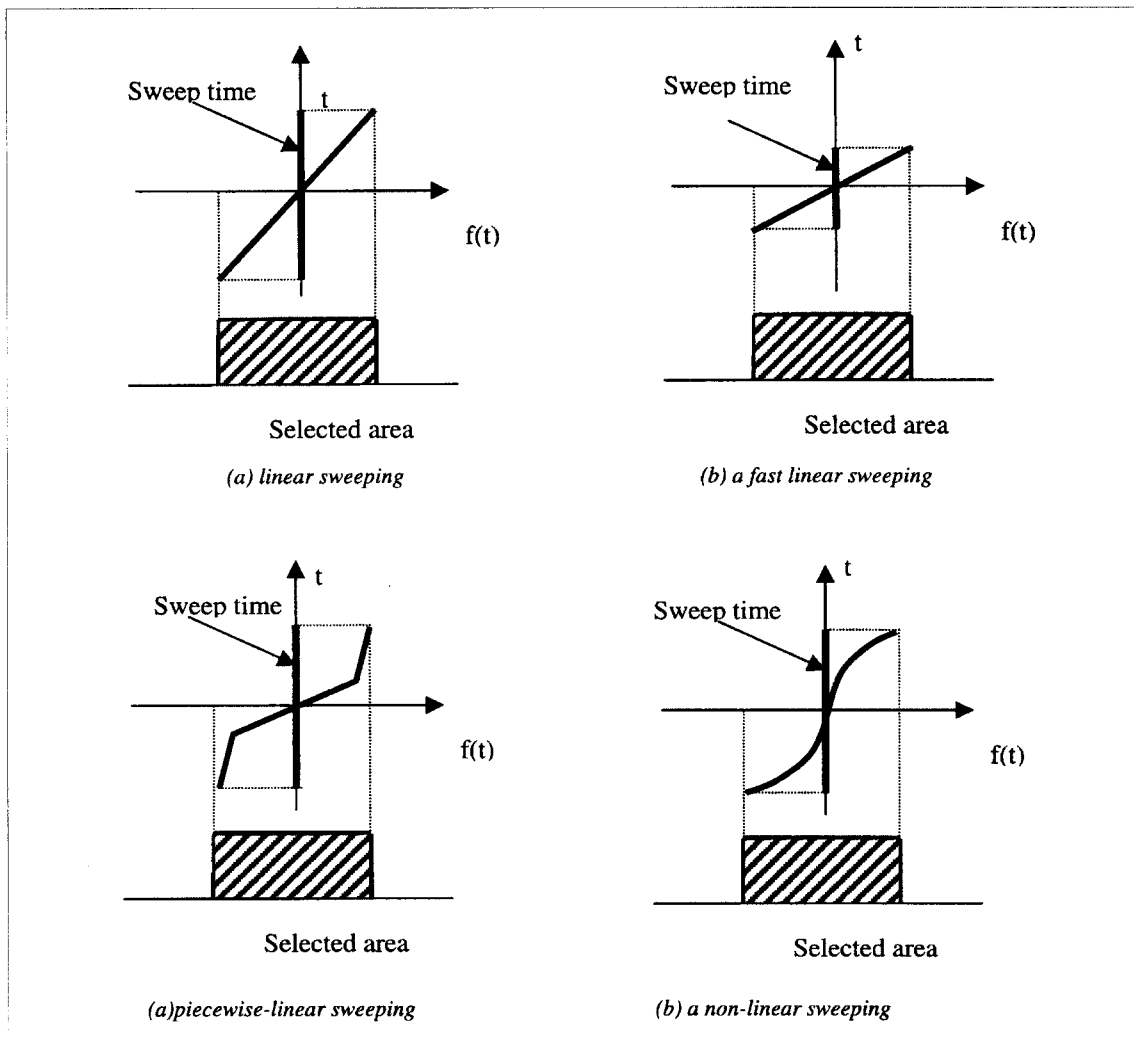 t
Sweep time
t
Sweep time
f(t)
f(t)
Selected area
Selected area
(a) linear sweeping
(b) a fast linear sweeping
t
t
Sweep time
Sweep time
f(t)
f(t)
Selected area
Selected area
(a)piecewise-linear sweeping
(b) a non-linear sweeping